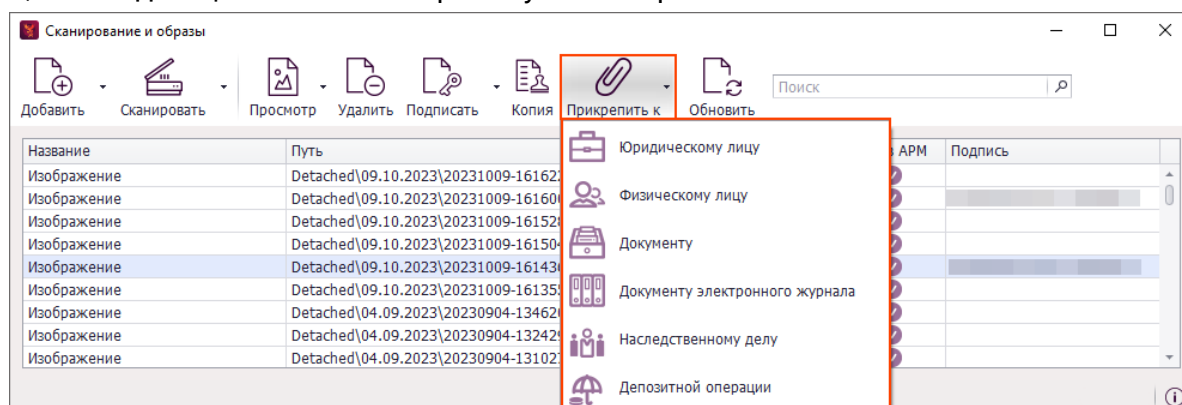 Сканирование и образы
Добавить Сканировать Просмотр Удалить Подписать Копия Прикрепить к Обновить Поиск
Название Путь в АРМ Подпись
Изображение Detached\09.10.2023\20231009-16162
Изображение Detached\09.10.2023\20231009-16160
Изображение Detached\09.10.2023\20231009-16152
Изображение Detached\09.10.2023\20231009-16150
Изображение Detached\09.10.2023\20231009-16143
Изображение Detached\09.10.2023\20231009-16135
Изображение Detached\04.09.2023\20230904-13462
Изображение Detached\04.09.2023\20230904-13242
Изображение Detached\04.09.2023\20230904-13102
Юридическому лицу
Физическому лицу
Документу
Документу электронного журнала
Наследственному делу
Депозитной операции